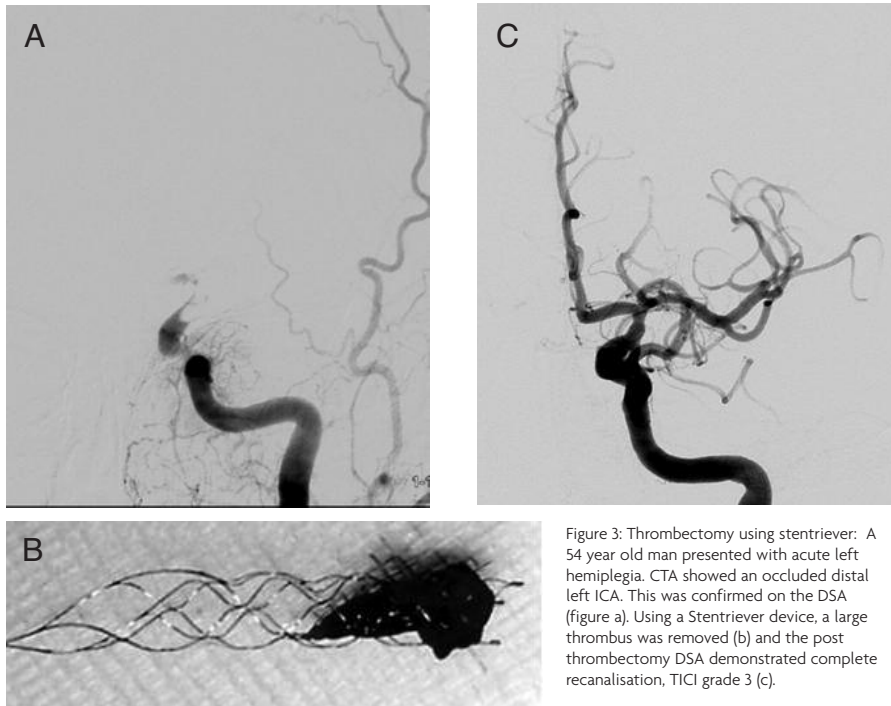 A
C
B
Figure 3: Thrombectomy using stentriever: A
54 year old man presented with acute left
hemiplegia. CTA showed an occluded distal
left ICA. This was confirmed on the DSA
(figure a). Using a Stentriever device, a large
thrombus was removed (b) and the post
thrombectomy DSA demonstrated complete
recanalisation, TICI grade 3 (c).